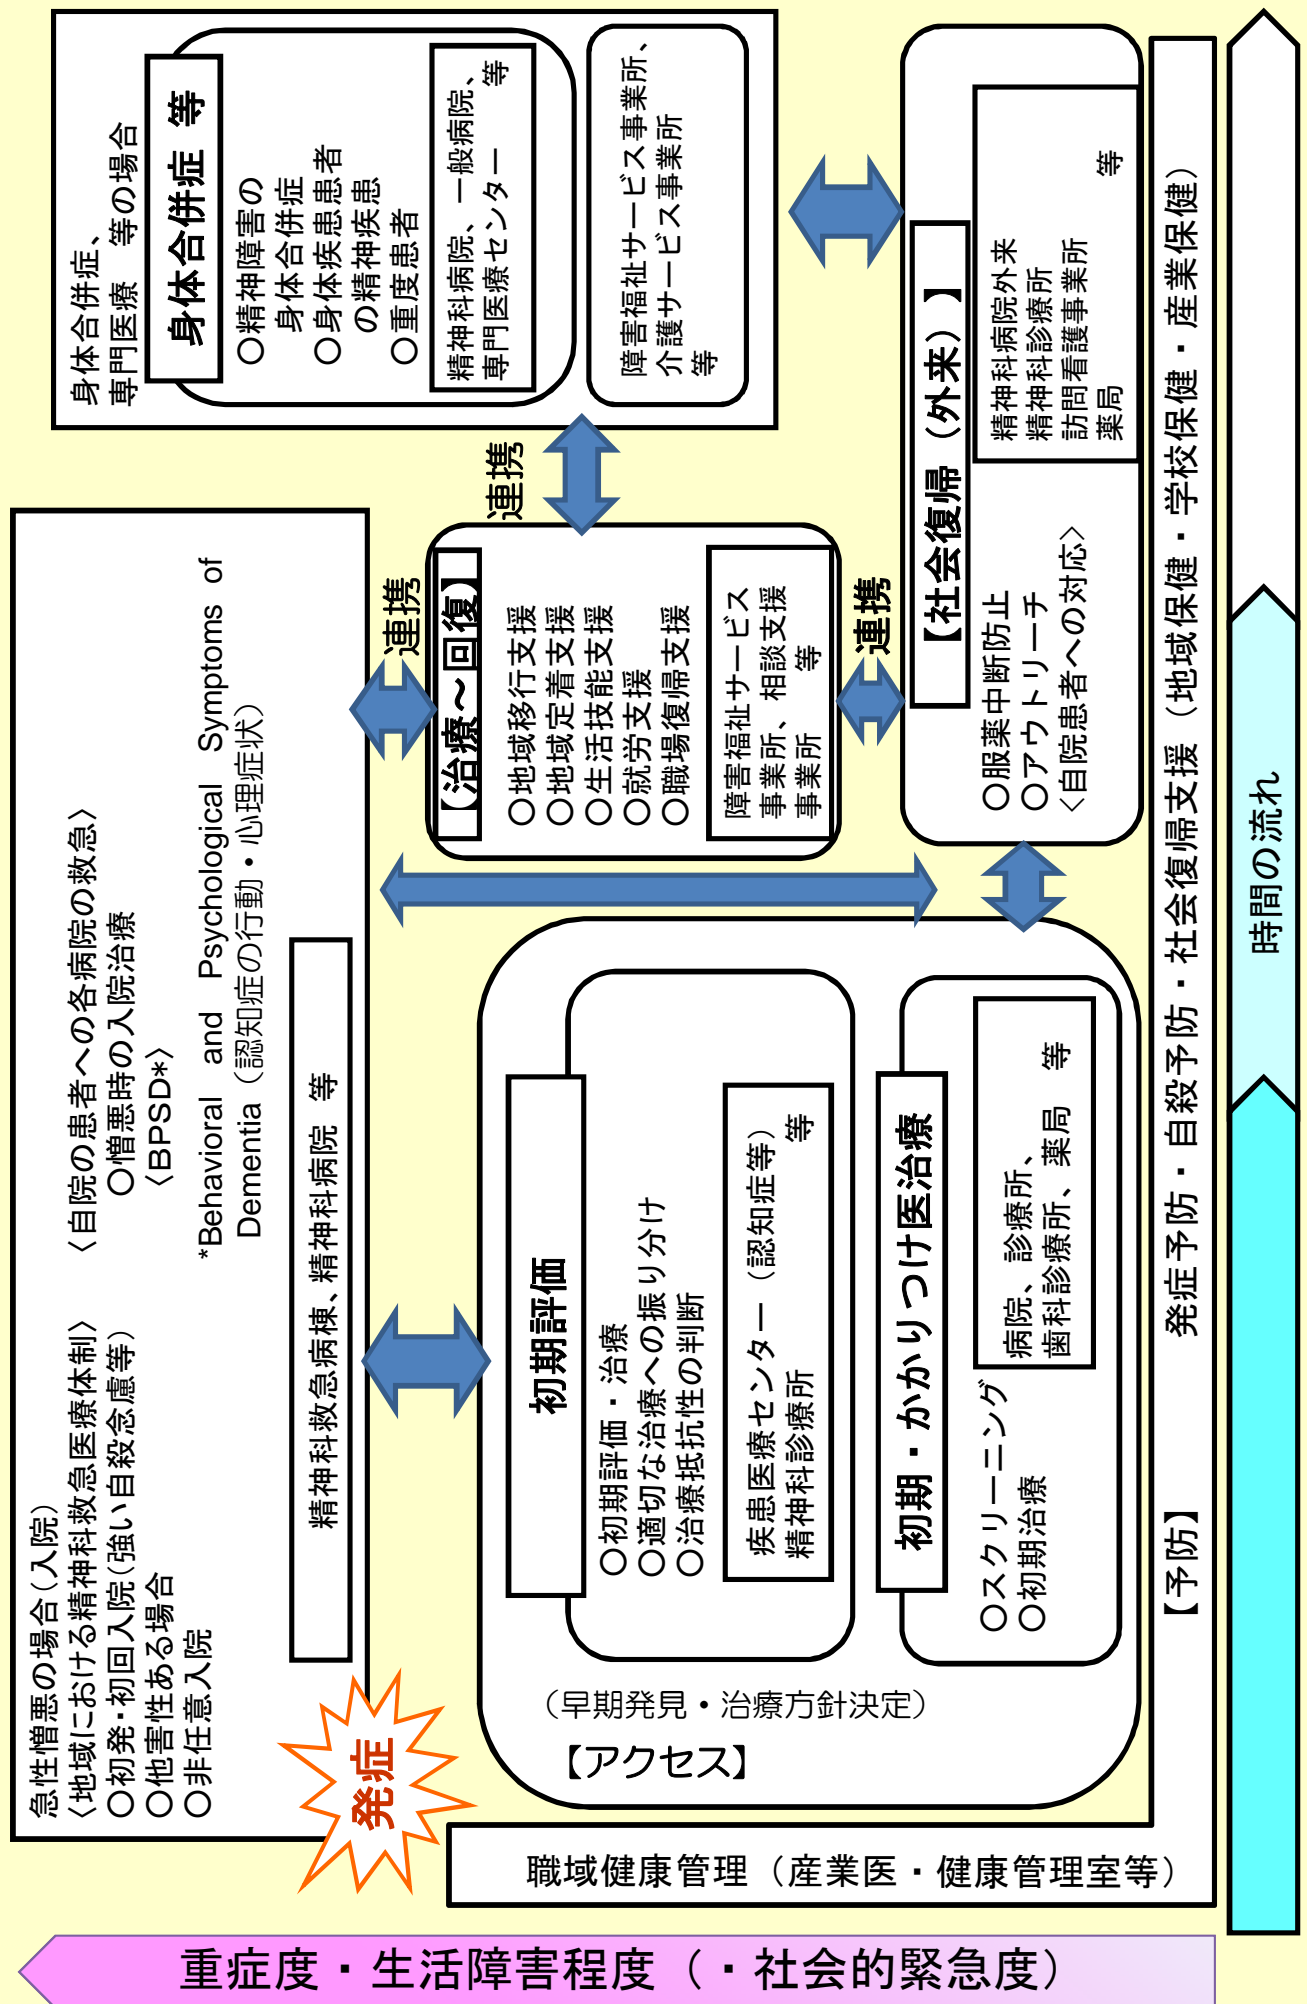 急性憎悪の場合(入院)
〈地域における精神科救急医療体制〉
〇初発・初回入院(強い自殺念慮等)
〇他害性ある場合
〇非任意入院
〈自院の患者への各病院の救急〉
〇憎悪時の入院治療
〈BPSD*〉
*Behavioral and Psychological Symptoms of
Dementia（認知症の行動・心理症状）
精神科救急病棟、精神科病院 等
身体合併症、
専門医療 等の場合
身体合併症 等
〇精神障害の
身体合併症
〇身体疾患患者
の精神疾患
〇重度患者
精神科病院、一般病院、
専門医療センター 等
障害福祉サービス事業所、
介護サービス事業所
等
連携
連携
【治療～回復】
〇地域移行支援
〇地域定着支援
〇生活技能支援
〇就労支援
〇職場復帰支援
障害福祉サービス
事業所、相談支援
事業所 等
連携
発症
初期評価
〇初期評価・治療
〇適切な治療への振り分け
〇治療抵抗性の判断
疾患医療センター（認知症等）
精神科診療所 等
（早期発見・治療方針決定）
【アクセス】
初期・かかりつけ医治療
〇スクリーニング
〇初期治療
病院、診療所、
歯科診療所、薬局 等
【社会復帰（外来）】
〇服薬中断防止
〇アウトリーチ
〈自院患者への対応〉
精神科病院外来
精神科診療所
訪問看護事業所
薬局 等
職域健康管理（産業医・健康管理室等）
【予防】 発症予防・自殺予防・社会復帰支援（地域保健・学校保健・産業保健）
時間の流れ
重症度・生活障害程度（・社会的緊急度）